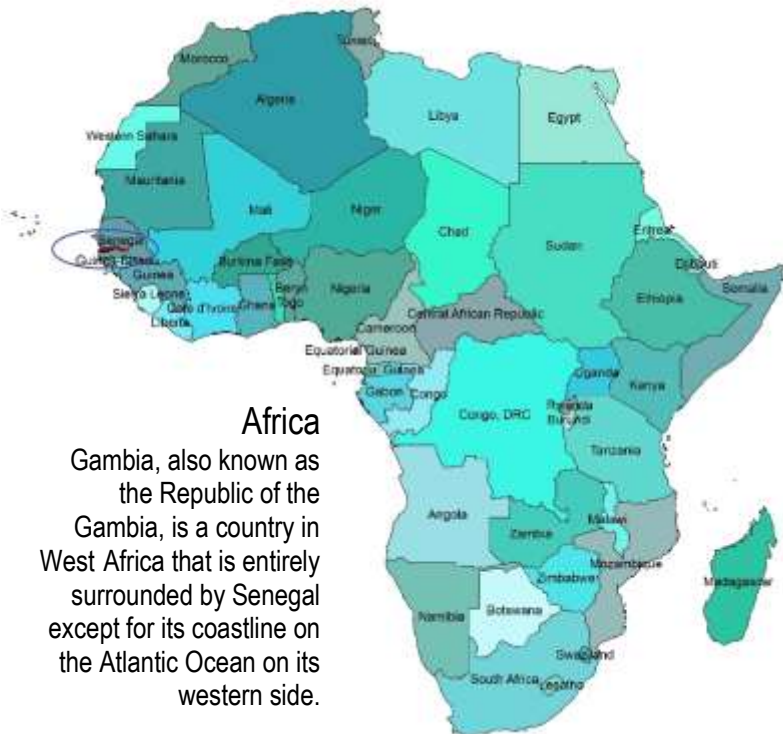 Tunisia
Morocco
Algeria
Libya
Egypt
Western Sahara
Mauritania
Mali
Niger
Chad
Sudan
Eritrea
Senegal
Djibouti
Guinea
Burkina Faso
Benin
Nigeria
Ethiopia
Somalia
Sierra Leone
Cote d'Ivoire
Ghana
Togo
Liberia
Central African Republic
Cameroon
Equatorial Guinea
Equatorial Guinea
Uganda
Kenya
Gabon
Congo
Congo, DRC
Rwanda
Burundi
Tanzania
Africa
Gambia, also known as
the Republic of the
Gambia, is a country in
West Africa that is entirely
surrounded by Senegal
except for its coastline on
the Atlantic Ocean on its
western side.
Angola
Zambia
Malawi
Mozambique
Zimbabwe
Madagascar
Namibia
Botswana
Swaziland
South Africa
Lesotho